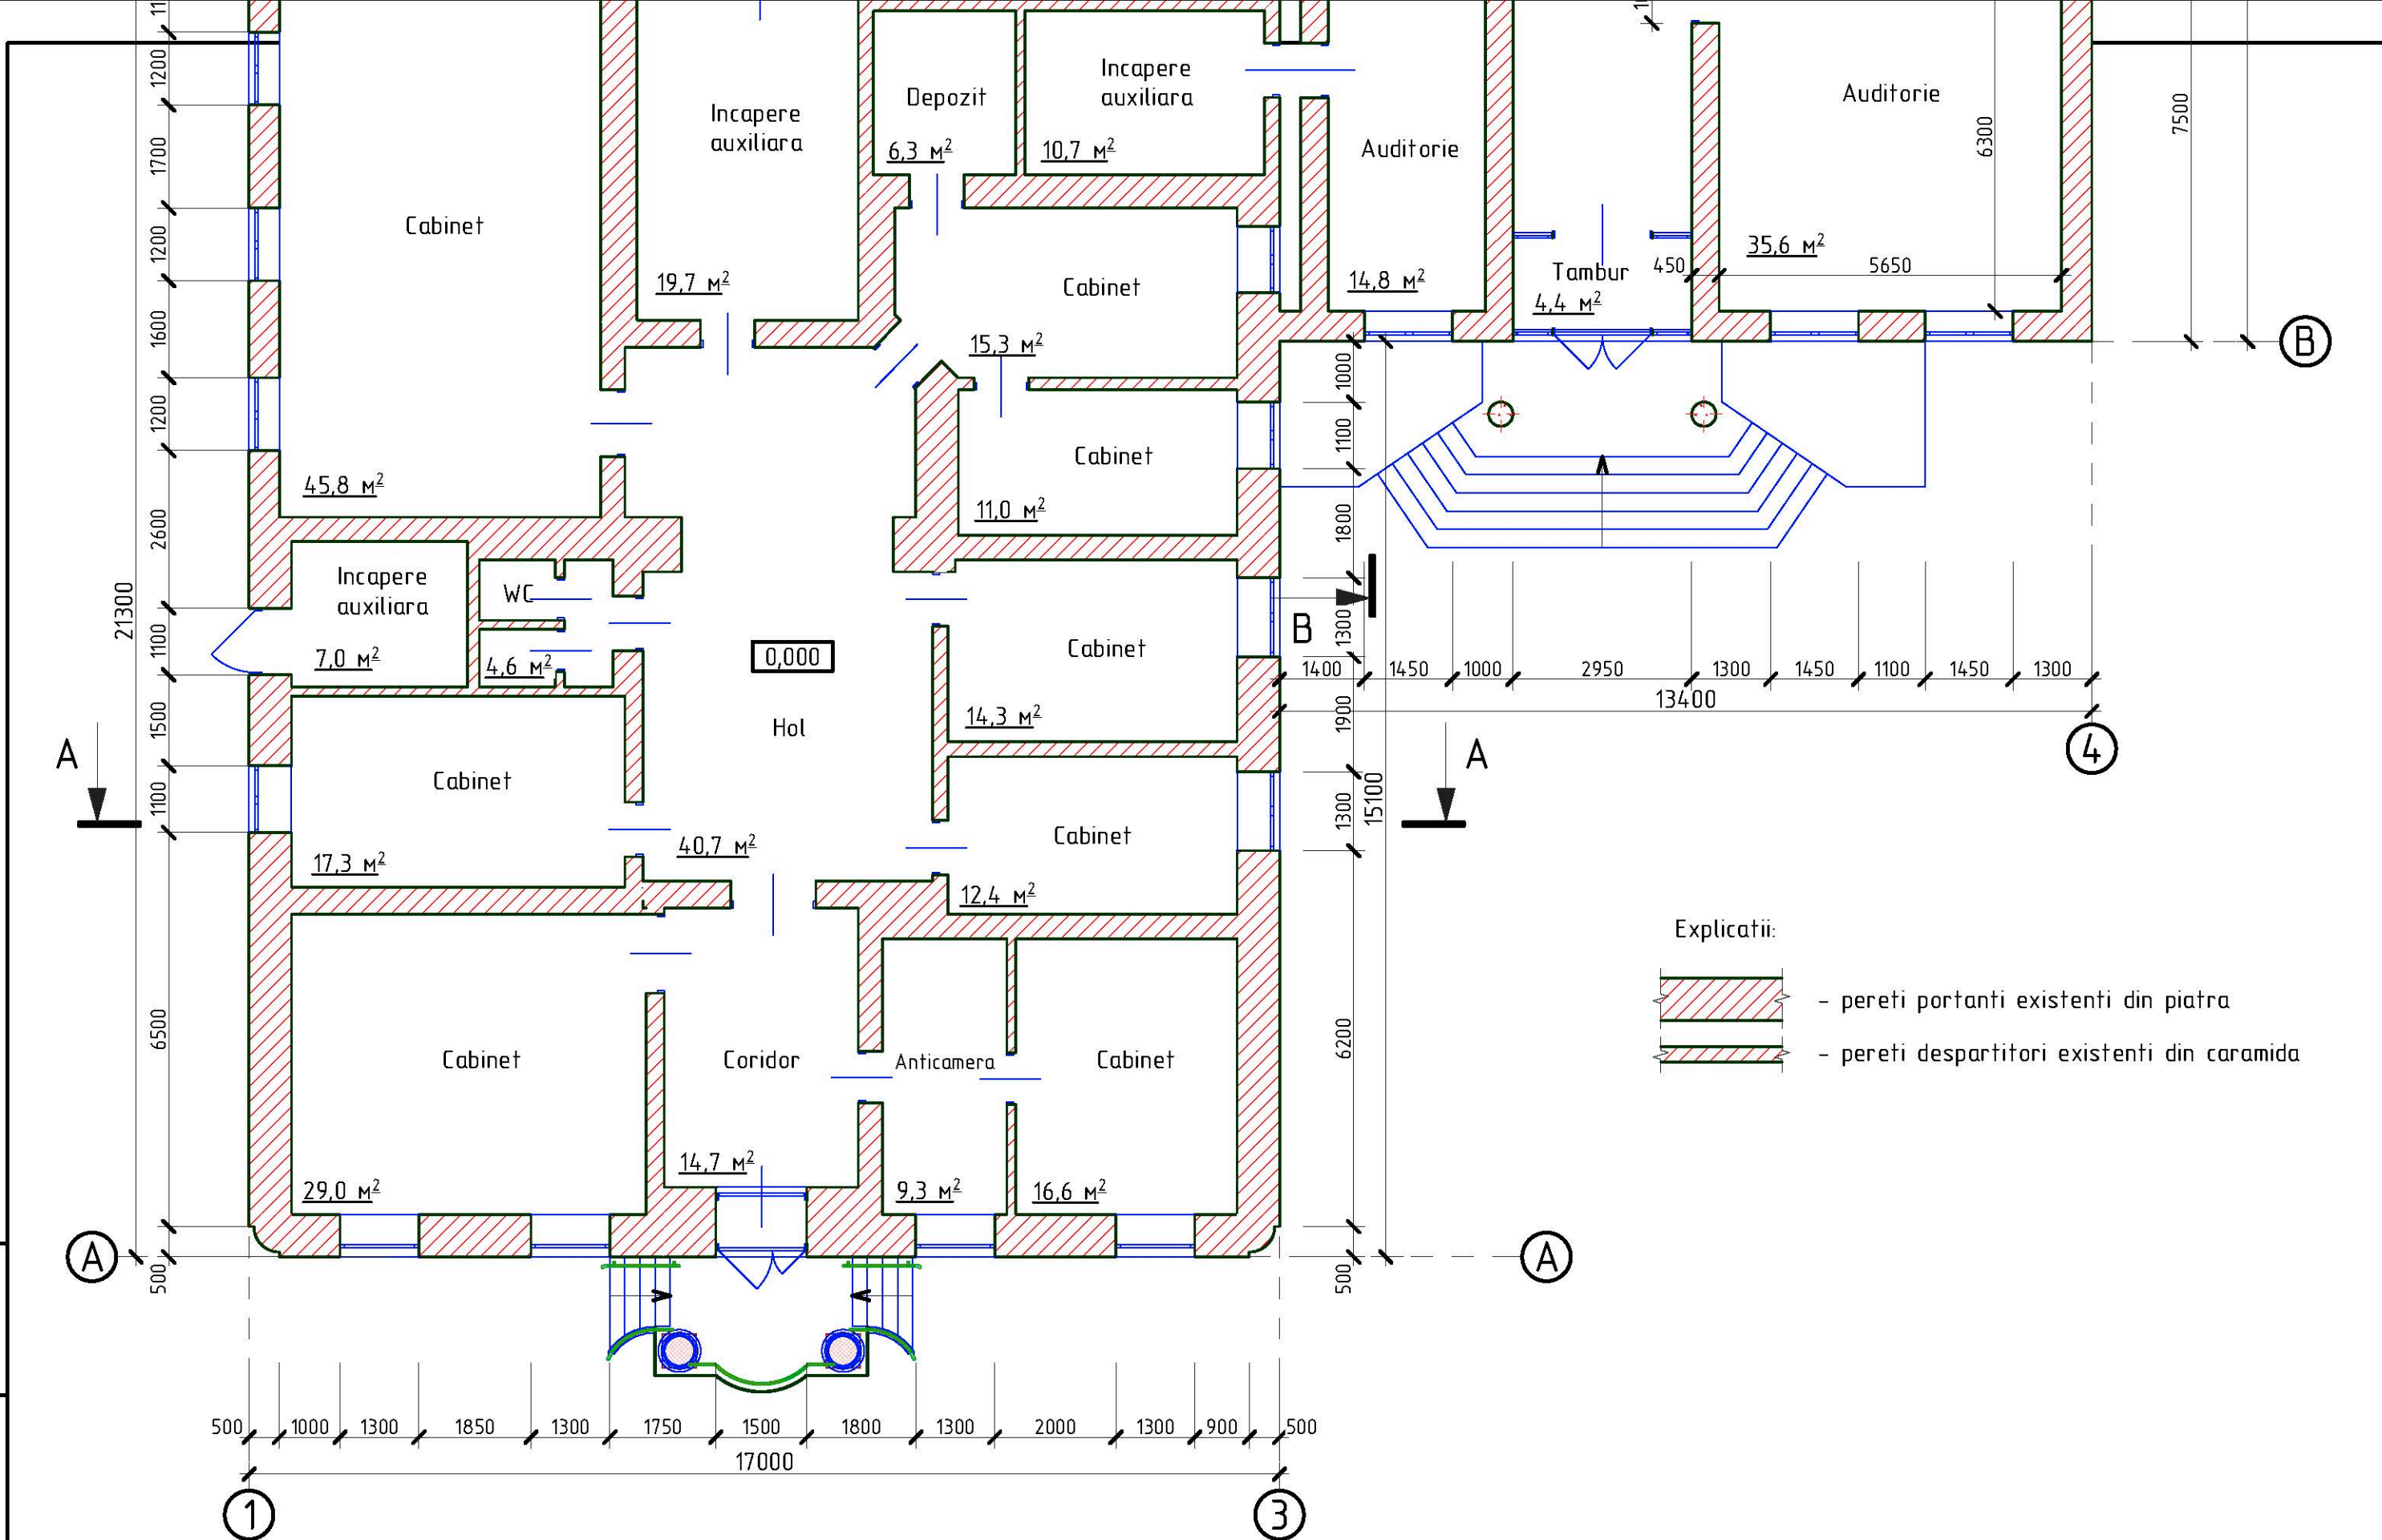 Incapere
auxiliara
19,7 м²
Depozit
6,3 м²
Incapere
auxiliara
10,7 м²
Auditorie
14,8 м²
Auditorie
35,6 м²
Tambur
4,4 м²
450
5650
6300
7500
B
Cabinet
45,8 м²
Cabinet
15,3 м²
Cabinet
11,0 м²
Incapere
auxiliara
7,0 м²
WC
4,6 м²
0,000
Hol
40,7 м²
Cabinet
14,3 м²
Cabinet
17,3 м²
Cabinet
12,4 м²
Cabinet
29,0 м²
Coridor
14,7 м²
Anticamera
9,3 м²
Cabinet
16,6 м²
1200
1700
1200
1600
1200
2600
1100
1500
1100
6500
500
21300
1000
1100
1800
1300
1900
1300
6200
500
15100
B
1400 1450 1000 2950 1300 1450 1100 1450 1300
13400
4
A
A
Explicatii:
- pereti portanti existenti din piatra
- pereti despartitori existenti din caramida
A
A
500 1000 1300 1850 1300 1750 1500 1800 1300 2000 1300 900 500
17000
1
3